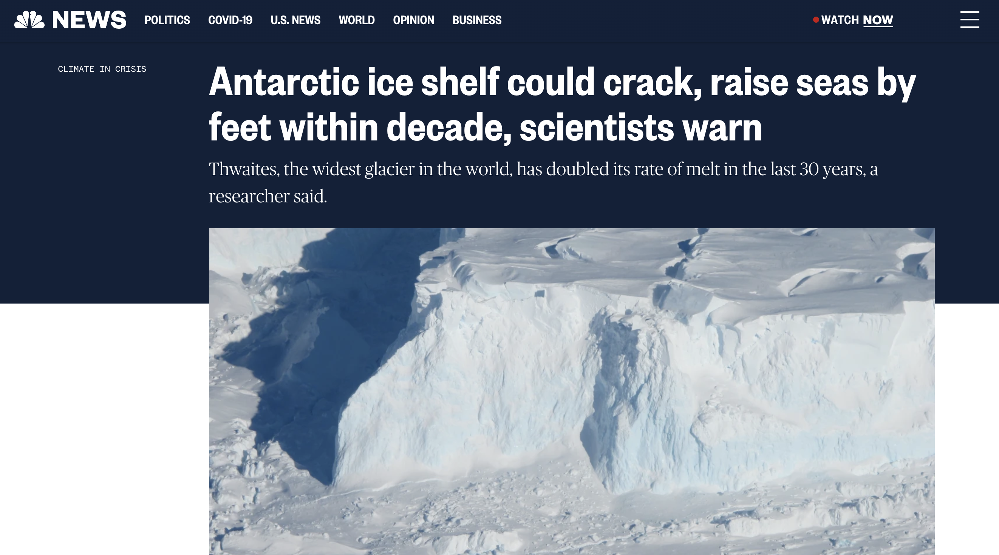 NEWS POLITICS COVID-19 U.S. NEWS WORLD OPINION BUSINESS WATCH NOW
CLIMATE IN CRISIS
Antarctic ice shelf could crack, raise seas by
feet within decade, scientists warn
Thwaites, the widest glacier in the world, has doubled its rate of melt in the last 30 years, a
researcher said.